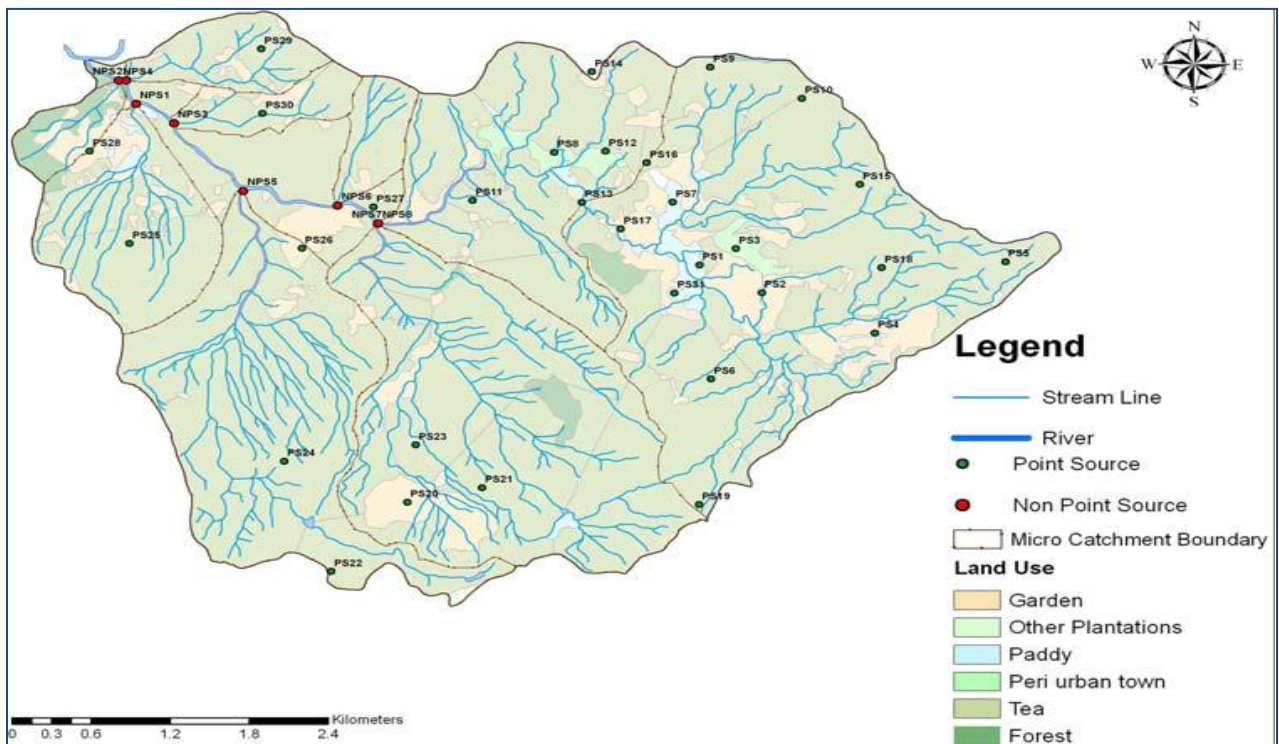 N
W E
S
PS29
PS14
PS9
NPS2NPS4
PS10
NPS1
PS30
NPS3
PS28
PS8
PS12
PS16
PS15
NPS5
NPS6
PS27
PS11
PS13
PS7
NPS7NPS8
PS17
PS25
PS26
PS3
PS1
PS18
PS5
PS2
PS4
PS6
PS23
PS24
PS21
PS20
PS19
PS22
Legend
Stream Line
River
Point Source
Non Point Source
Micro Catchment Boundary
Land Use
Garden
Other Plantations
Paddy
Peri urban town
Tea
Forest
Kilometers
0 0.3 0.6 1.2 1.8 2.4